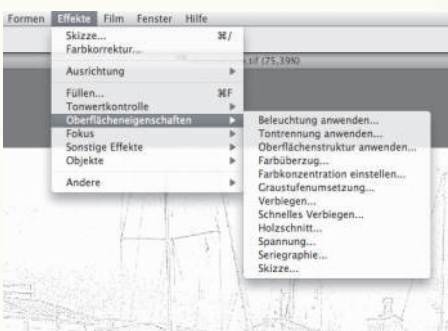 Formen Effekte Film Fenster Hilfe
Skizze... ⌘/
Farbkorrektur...
.tif (75,39%)
Ausrichtung
Füllen... ⌘F
Tonwertkontrolle
Oberflächeneigenschaften
Fokus
Sonstige Effekte
Objekte
Andere
Beleuchtung anwenden...
Tontrennung anwenden...
Oberflächenstruktur anwenden...
Farbüberzug...
Farbkonzentration einstellen...
Graustufenumsetzung...
Verbiegen...
Schnelles Verbiegen...
Holzschnitt...
Spannung...
Seriegraphie...
Skizze...